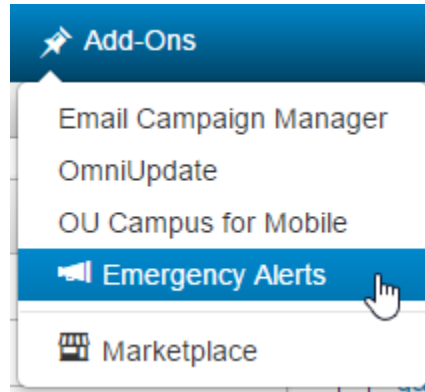 Add-Ons
Email Campaign Manager
OmniUpdate
OU Campus for Mobile
Emergency Alerts
Marketplace